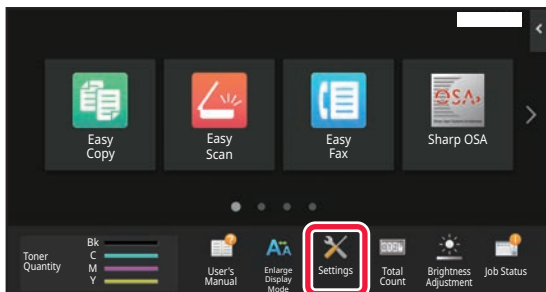 Easy
Copy
Easy
Scan
Easy
Fax
OSA
Sharp OSA
Toner
Quantity
Bk
C
M
Y
User's
Manual
Enlarge
Display
Mode
Settings
Total
Count
Brightness
Adjustment
Job Status